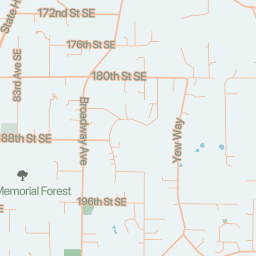 172nd St SE
State H
176th St SE
180th St SE
83rd Ave SE
Broadway Ave
88th St SE
Yew Way
Memorial Forest
196th St SE